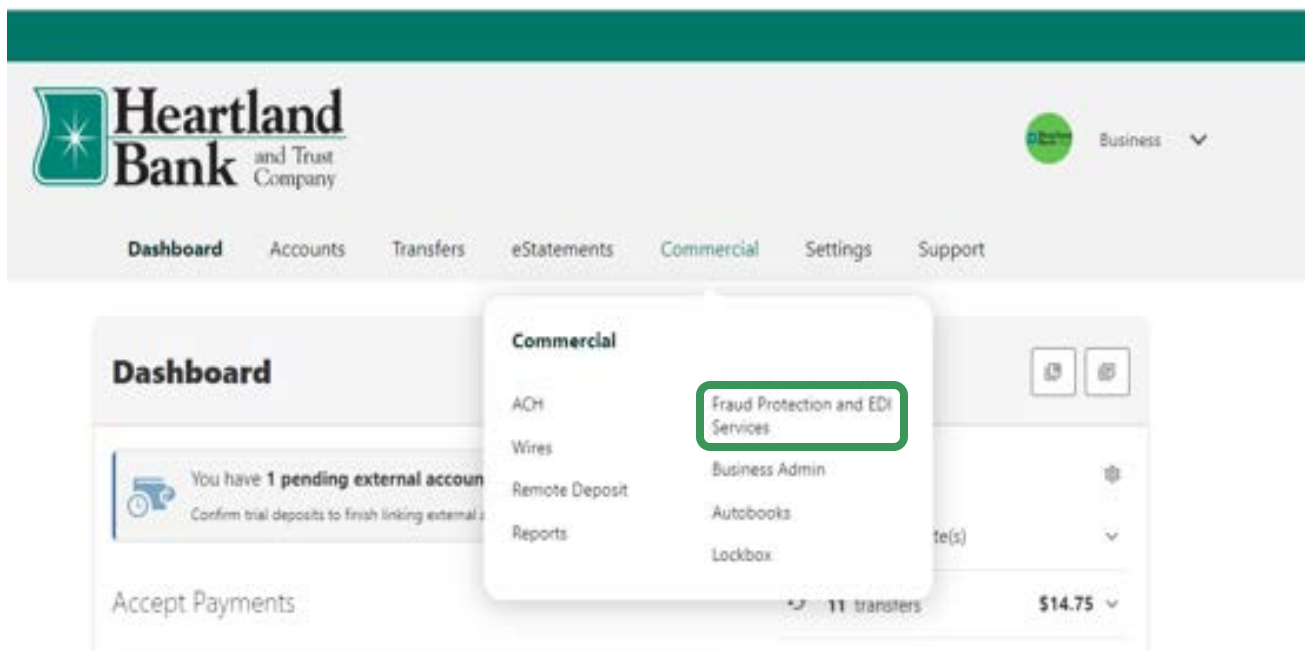 Heartland
Bank and Trust
Company
Business
Dashboard Accounts Transfers eStatements Commercial Settings Support
Commercial
ACH
Wires
Remote Deposit
Reports
Fraud Protection and EDI
Services
Business Admin
Autobooks
Lockbox
Dashboard
You have 1 pending external accoun
Confirm trial deposits to finish linking external
te(s)
Accept Payments
11 transfers $14.75